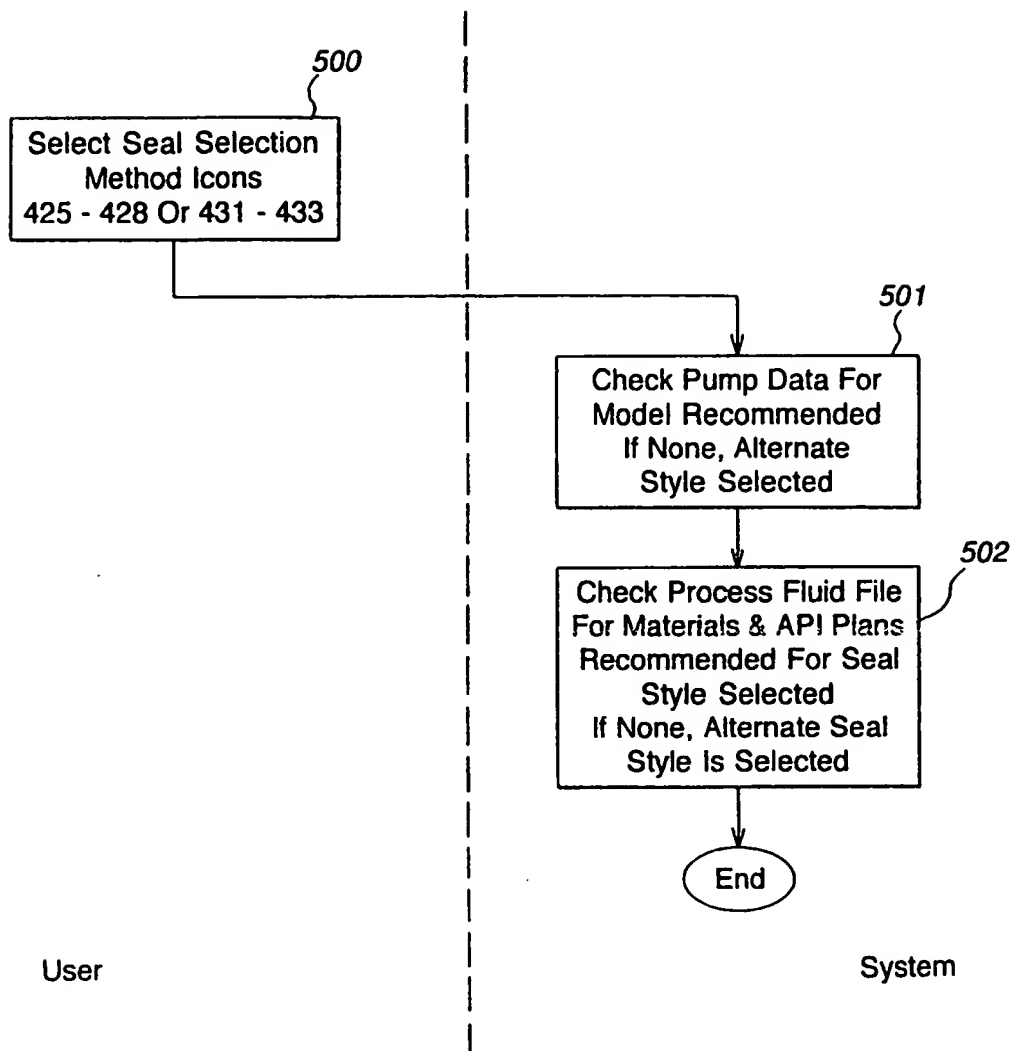 500
Select Seal Selection
Method Icons
425 - 428 Or 431 - 433
501
Check Pump Data For
Model Recommended
If None, Alternate
Style Selected
502
Check Process Fluid File
For Materials & API Plans
Recommended For Seal
Style Selected
If None, Alternate Seal
Style Is Selected
End
User
System